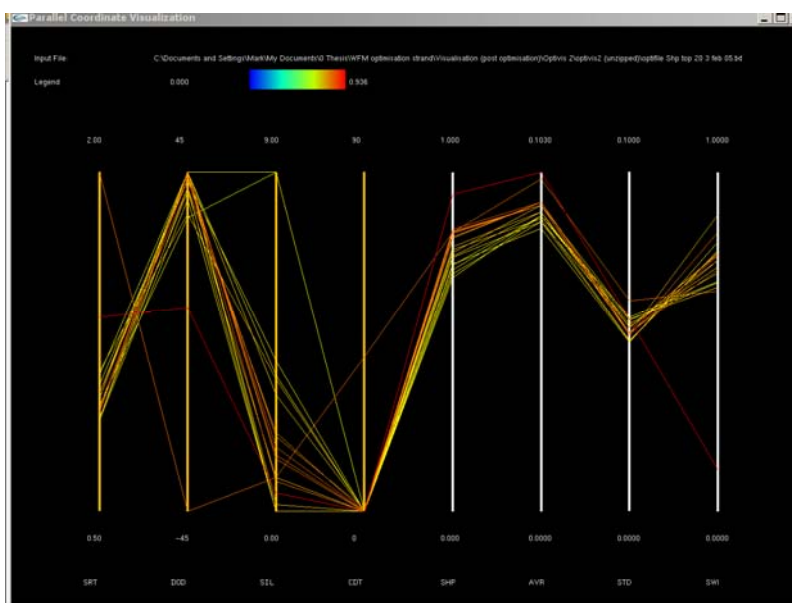 Parallel Coordinate Visualization
Input File: C:\Documents and Settings\Mark\My Documents\0 Thesis\WFM optimisation strand\Visualisation (post optimisation)\Optivis 2\optivis2 (unzipped)\optifile Shp top 20 3 feb 05.txt
Legend 0.000 0.936
2.00 45 9.00 90 1.000 0.1030 0.1000 1.0000
0.50 -45 0.00 0 0.000 0.0000 0.0000 0.0000
SRT DOD SIL CDT SHP AVR STD SWI